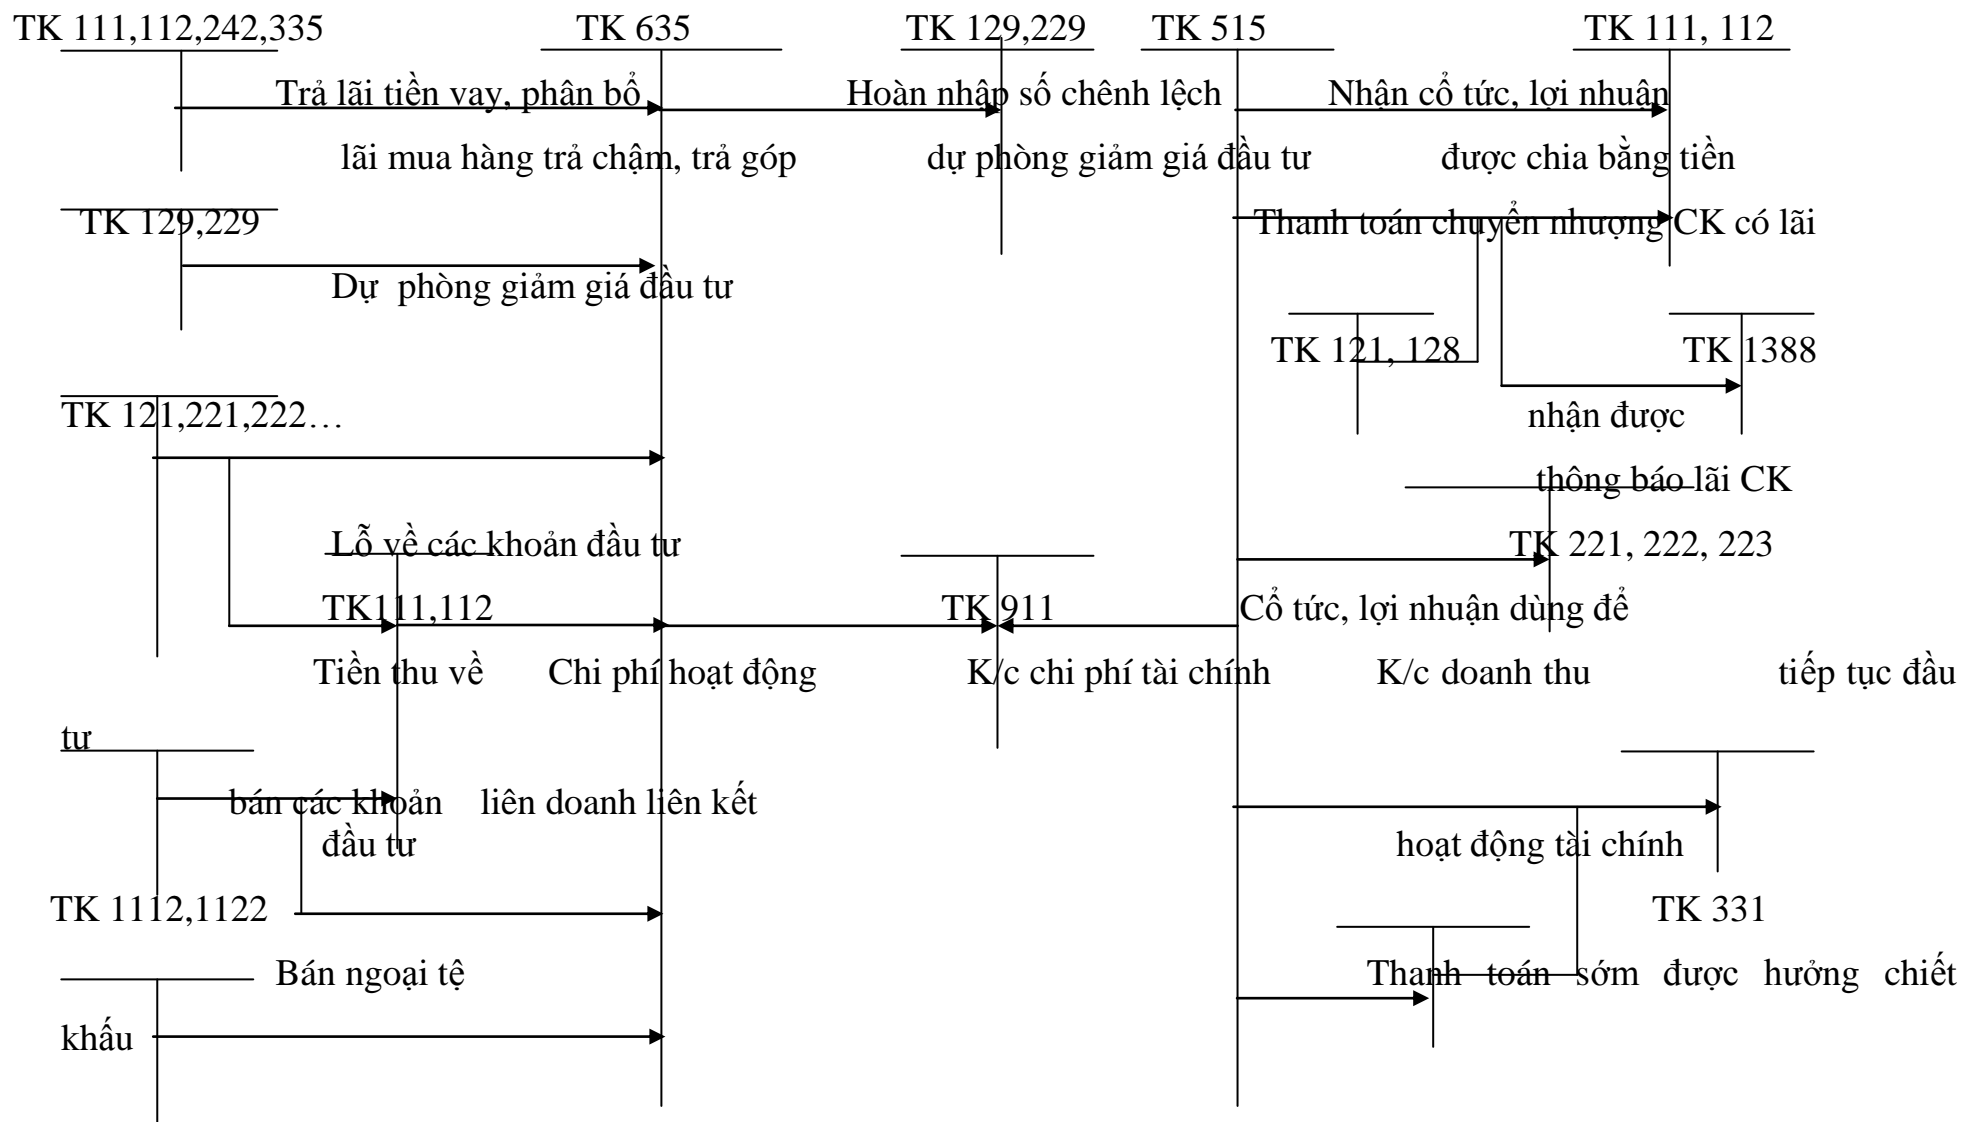 TK 111,112,242,335 TK 635 TK 129,229 TK 515 TK 111, 112
Trả lãi tiền vay, phân bổ Hoàn nhập số chênh lệch Nhận cổ tức, lợi nhuận
lãi mua hàng trả chậm, trả góp dự phòng giảm giá đầu tư được chia bằng tiền
TK 129,229 Thanh toán chuyển nhượng CK có lãi
Dự phòng giảm giá đầu tư
TK 121, 128 TK 1388
TK 121,221,222… nhận được
thông báo lãi CK
Lỗ về các khoản đầu tư TK 221, 222, 223
TK111,112 TK 911 Cổ tức, lợi nhuận dùng để
Tiền thu về Chi phí hoạt động K/c chi phí tài chính K/c doanh thu tiếp tục đầu
tư
bán các khoản liên doanh liên kết
đầu tư hoạt động tài chính
TK 1112,1122 TK 331
Bán ngoại tệ Thanh toán sớm được hưởng chiết
khấu